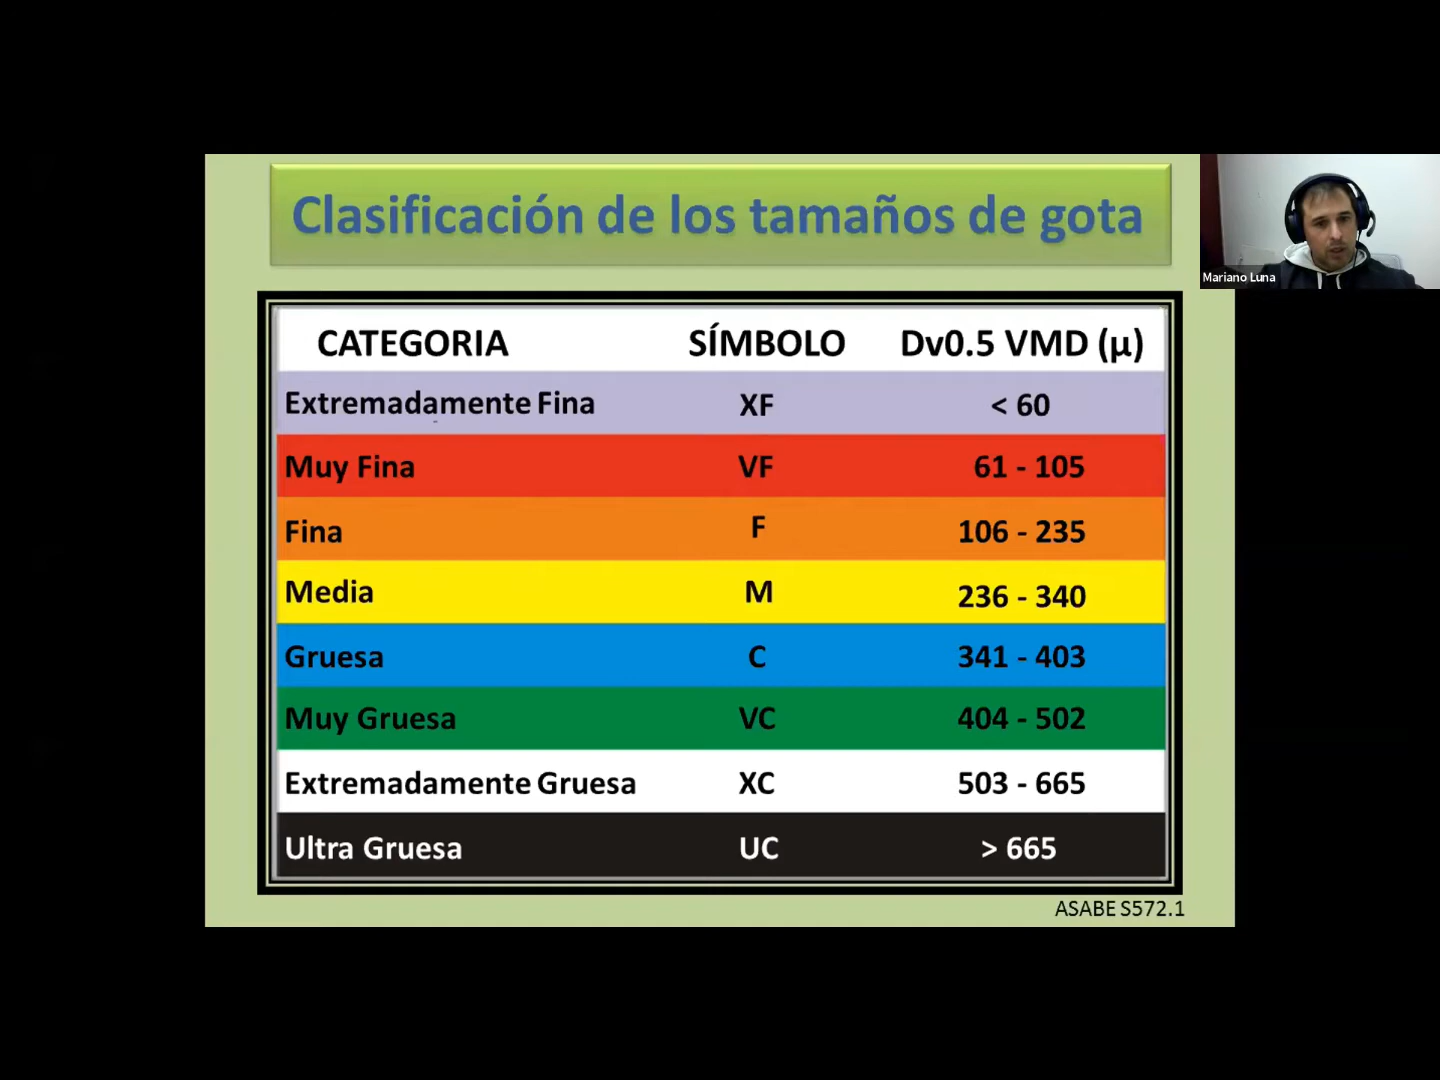 Clasificación de los tamaños de gota
Mariano Luna
CATEGORIA SÍMBOLO Dv0.5 VMD (µ)
Extremadamente Fina XF < 60
Muy Fina VF 61 - 105
Fina F 106 - 235
Media M 236 - 340
Gruesa C 341 - 403
Muy Gruesa VC 404 - 502
Extremadamente Gruesa XC 503 - 665
Ultra Gruesa UC > 665
ASABE S572.1